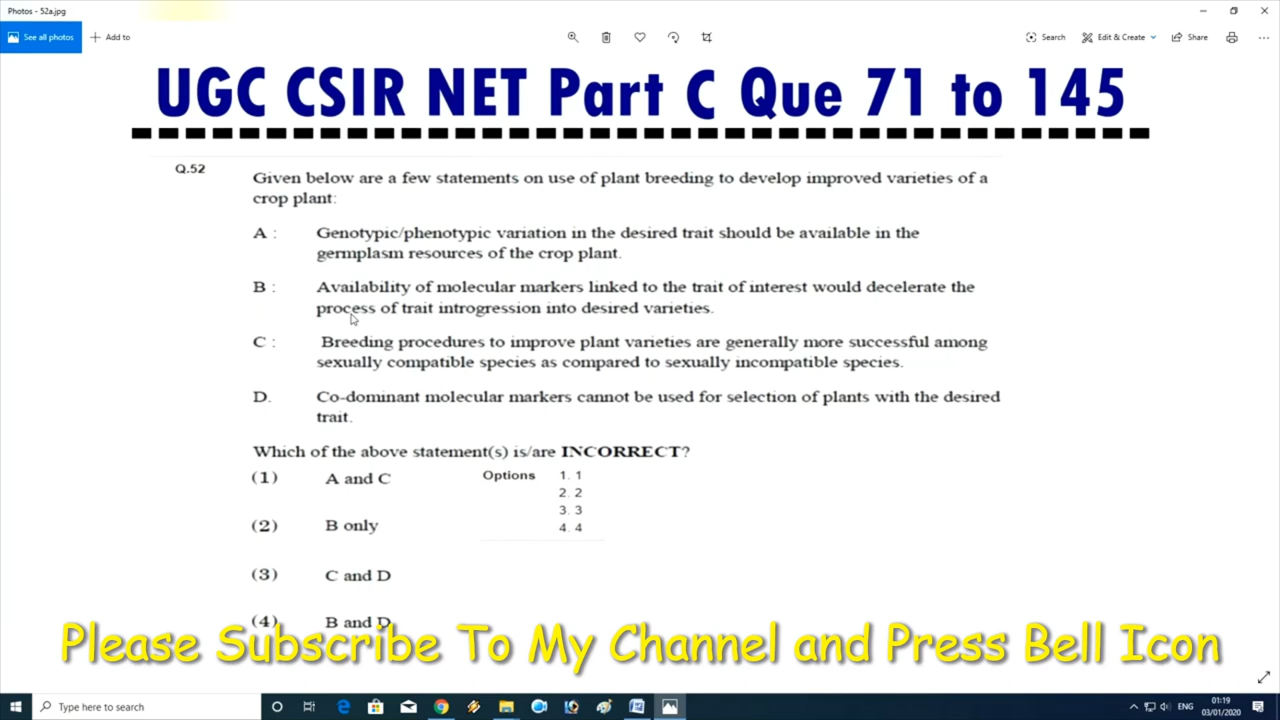 Photos - 52a.jpg
See all photos
Add to
Search
Edit & Create
Share
UGC CSIR NET Part C Que 71 to 145
Q.52
Given below are a few statements on use of plant breeding to develop improved varieties of a
crop plant:
A : Genotypic/phenotypic variation in the desired trait should be available in the
germplasm resources of the crop plant.
B : Availability of molecular markers linked to the trait of interest would decelerate the
process of trait introgression into desired varieties.
C : Breeding procedures to improve plant varieties are generally more successful among
sexually compatible species as compared to sexually incompatible species.
D. Co-dominant molecular markers cannot be used for selection of plants with the desired
trait.
Which of the above statement(s) is/are INCORRECT?
(1) A and C
(2) B only
(3) C and D
(4) B and D
Options 1. 1
2. 2
3. 3
4. 4
Please Subscribe To My Channel and Press Bell Icon
Type here to search
ENG
01:19
03/01/2020